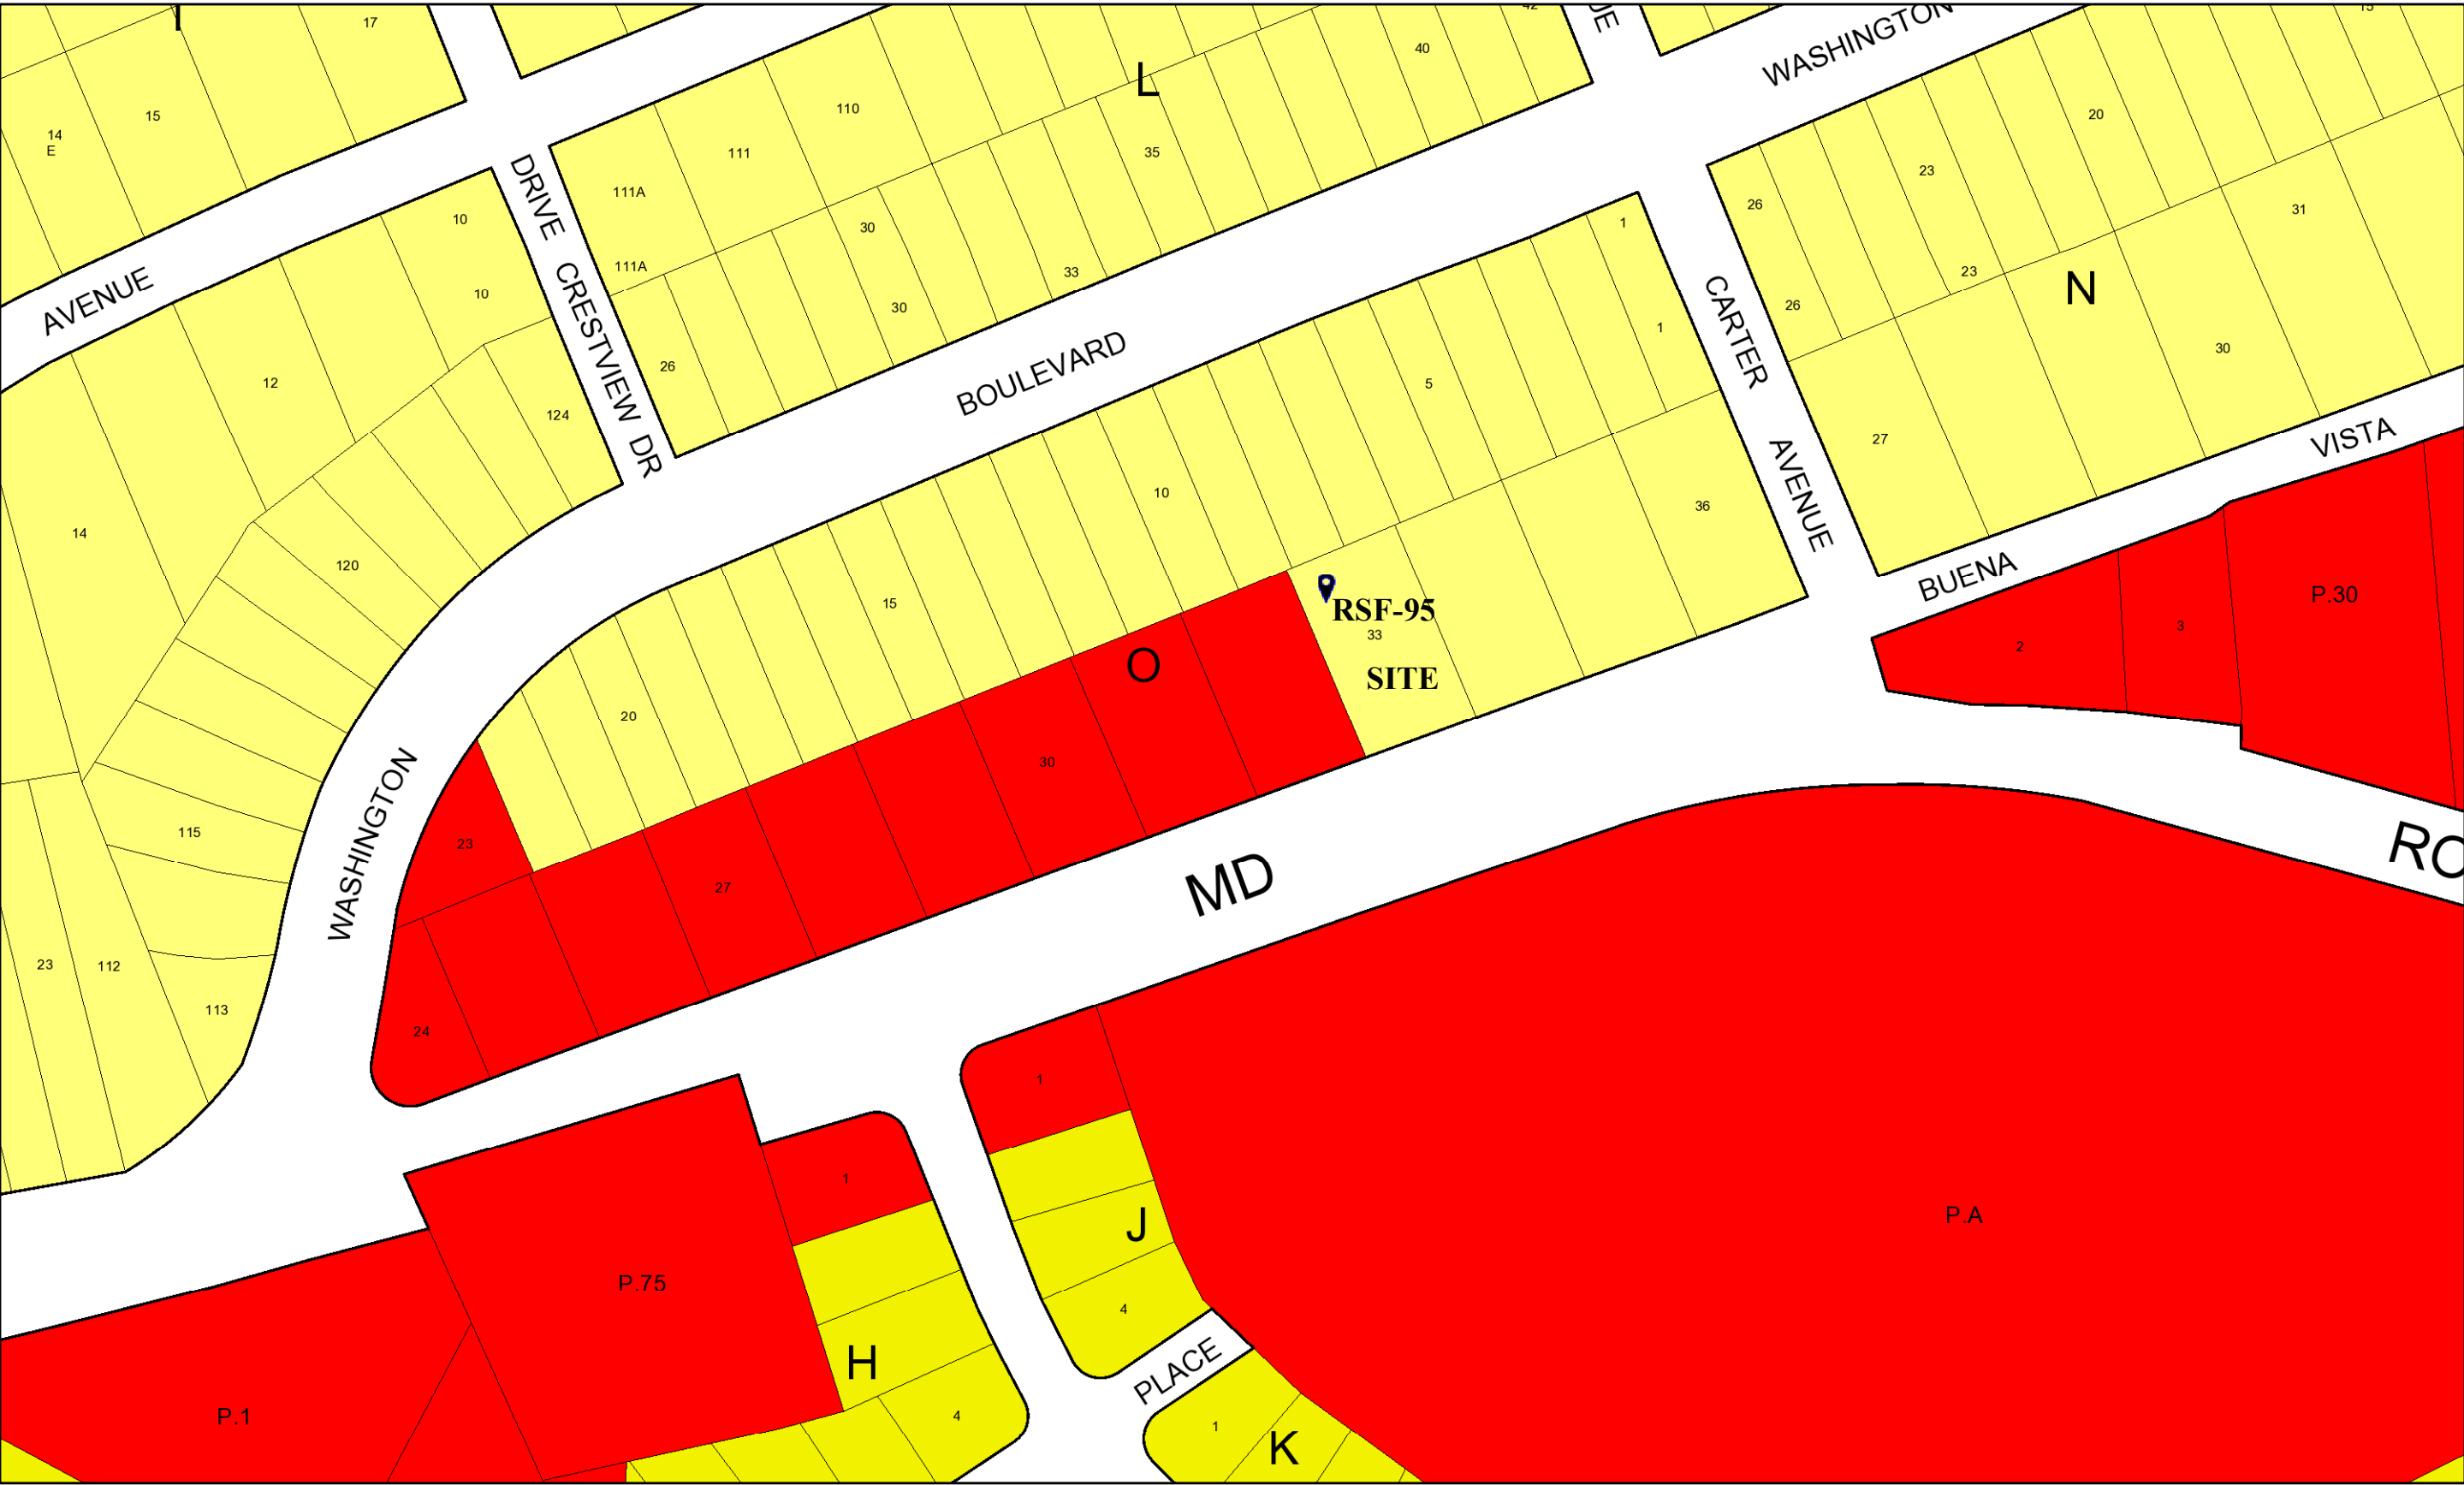 I
17
42
UE
WASHINGTON
15
14
E
15
L
40
110
111
35
20
23
DRIVE
111A
10
26
31
30
1
N
AVENUE
10
111A
33
23
26
CRESTVIEW DR
30
CARTER
1
30
BOULEVARD
26
12
5
124
27
VISTA
10
36
AVENUE
14
120
BUENA
RSF-95
33
P.30
15
3
2
O
SITE
20
30
WASHINGTON
115
23
RO
MD
27
23
112
113
24
1
1
J
P.A
P.75
4
H
PLACE
P.1
4
1
K